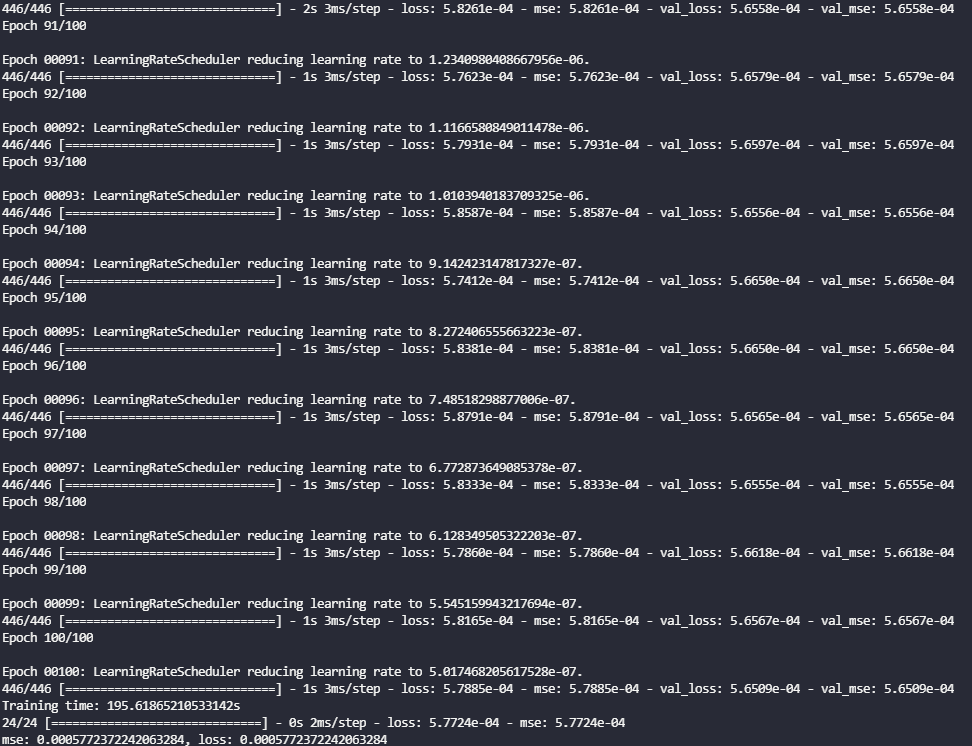 446/446 [==============================] - 2s 3ms/step - loss: 5.8261e-04 - mse: 5.8261e-04 - val_loss: 5.6558e-04 - val_mse: 5.6558e-04
Epoch 91/100

Epoch 00091: LearningRateScheduler reducing learning rate to 1.2340980408667956e-06.
446/446 [==============================] - 1s 3ms/step - loss: 5.7623e-04 - mse: 5.7623e-04 - val_loss: 5.6579e-04 - val_mse: 5.6579e-04
Epoch 92/100

Epoch 00092: LearningRateScheduler reducing learning rate to 1.1166580849011478e-06.
446/446 [==============================] - 1s 3ms/step - loss: 5.7931e-04 - mse: 5.7931e-04 - val_loss: 5.6597e-04 - val_mse: 5.6597e-04
Epoch 93/100

Epoch 00093: LearningRateScheduler reducing learning rate to 1.0103940183709325e-06.
446/446 [==============================] - 1s 3ms/step - loss: 5.8587e-04 - mse: 5.8587e-04 - val_loss: 5.6556e-04 - val_mse: 5.6556e-04
Epoch 94/100

Epoch 00094: LearningRateScheduler reducing learning rate to 9.142423147817327e-07.
446/446 [==============================] - 1s 3ms/step - loss: 5.7412e-04 - mse: 5.7412e-04 - val_loss: 5.6650e-04 - val_mse: 5.6650e-04
Epoch 95/100

Epoch 00095: LearningRateScheduler reducing learning rate to 8.272406555663223e-07.
446/446 [==============================] - 1s 3ms/step - loss: 5.8381e-04 - mse: 5.8381e-04 - val_loss: 5.6650e-04 - val_mse: 5.6650e-04
Epoch 96/100

Epoch 00096: LearningRateScheduler reducing learning rate to 7.48518298877006e-07.
446/446 [==============================] - 1s 3ms/step - loss: 5.8791e-04 - mse: 5.8791e-04 - val_loss: 5.6565e-04 - val_mse: 5.6565e-04
Epoch 97/100

Epoch 00097: LearningRateScheduler reducing learning rate to 6.772873649085378e-07.
446/446 [==============================] - 1s 3ms/step - loss: 5.8333e-04 - mse: 5.8333e-04 - val_loss: 5.6555e-04 - val_mse: 5.6555e-04
Epoch 98/100

Epoch 00098: LearningRateScheduler reducing learning rate to 6.128349505322203e-07.
446/446 [==============================] - 1s 3ms/step - loss: 5.7860e-04 - mse: 5.7860e-04 - val_loss: 5.6618e-04 - val_mse: 5.6618e-04
Epoch 99/100

Epoch 00099: LearningRateScheduler reducing learning rate to 5.545159943217694e-07.
446/446 [==============================] - 1s 3ms/step - loss: 5.8165e-04 - mse: 5.8165e-04 - val_loss: 5.6567e-04 - val_mse: 5.6567e-04
Epoch 100/100

Epoch 00100: LearningRateScheduler reducing learning rate to 5.017468205617528e-07.
446/446 [==============================] - 1s 3ms/step - loss: 5.7885e-04 - mse: 5.7885e-04 - val_loss: 5.6509e-04 - val_mse: 5.6509e-04
Training time: 195.61865210533142s
24/24 [==============================] - 0s 2ms/step - loss: 5.7724e-04 - mse: 5.7724e-04
mse: 0.0005772372242063284, loss: 0.0005772372242063284